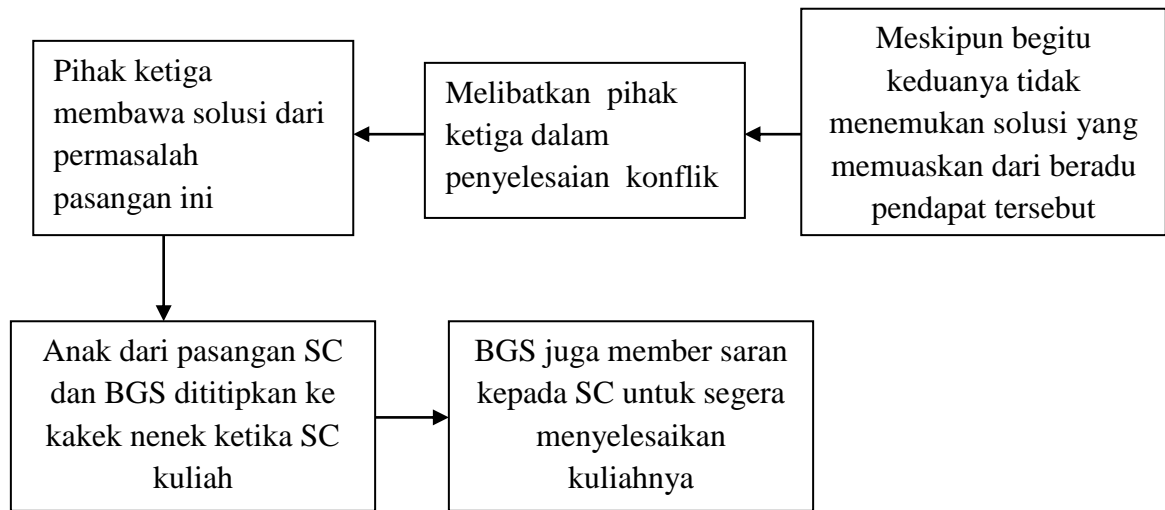 Meskipun begitu
keduanya tidak
menemukan solusi yang
memuaskan dari beradu
pendapat tersebut
Melibatkan pihak
ketiga dalam
penyelesaian konflik
Pihak ketiga
membawa solusi dari
permasalah
pasangan ini
Anak dari pasangan SC
dan BGS dititipkan ke
kakek nenek ketika SC
kuliah
BGS juga member saran
kepada SC untuk segera
menyelesaikan
kuliahnya